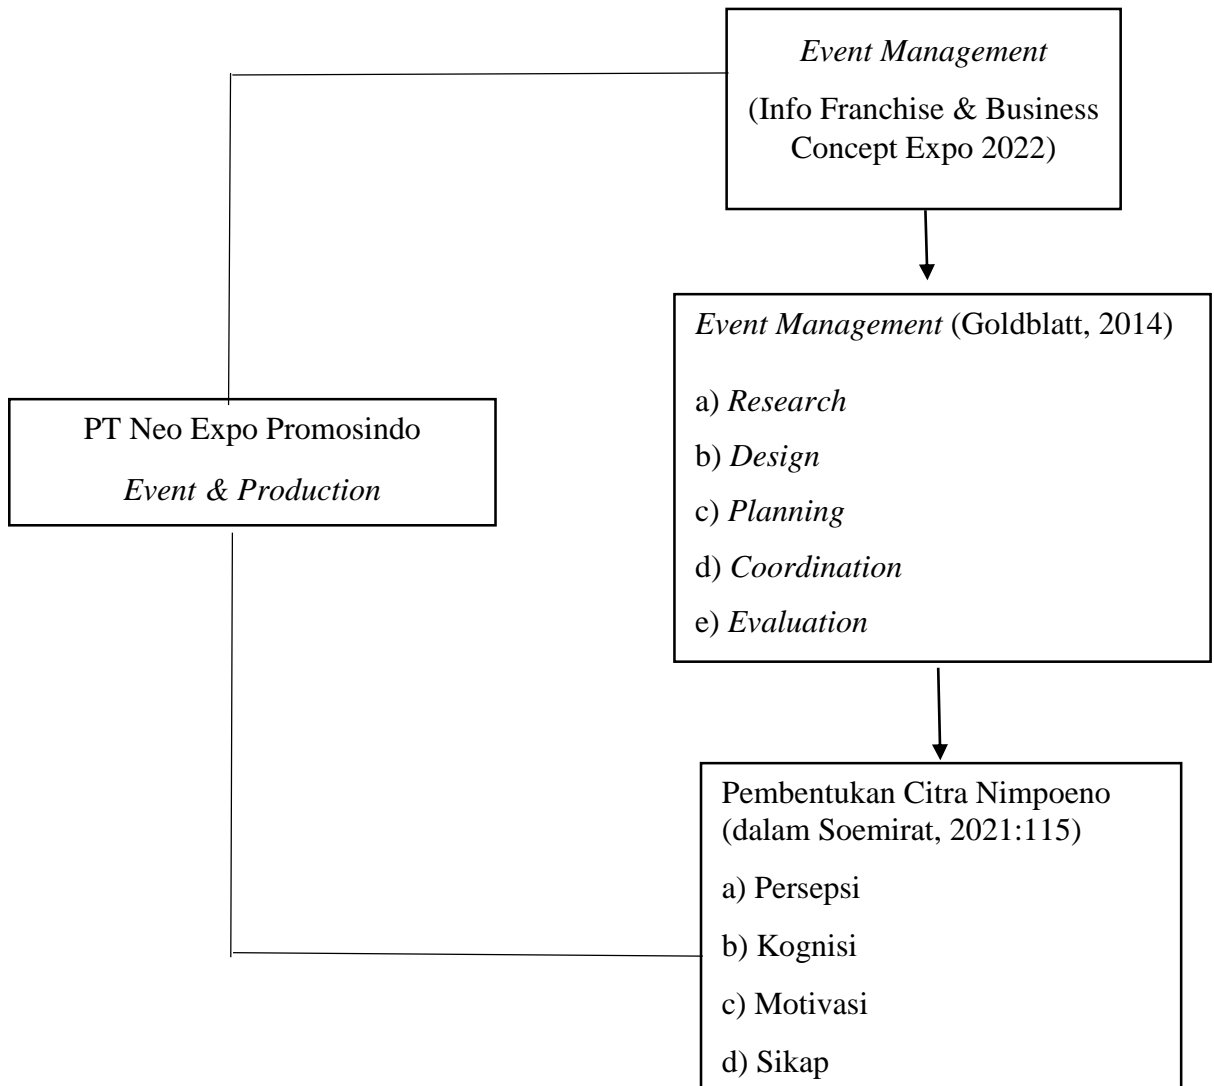 Event Management
(Info Franchise & Business
Concept Expo 2022)
Event Management (Goldblatt, 2014)
a) Research
b) Design
c) Planning
d) Coordination
e) Evaluation
PT Neo Expo Promosindo
Event & Production
Pembentukan Citra Nimpoeno
(dalam Soemirat, 2021:115)
a) Persepsi
b) Kognisi
c) Motivasi
d) Sikap